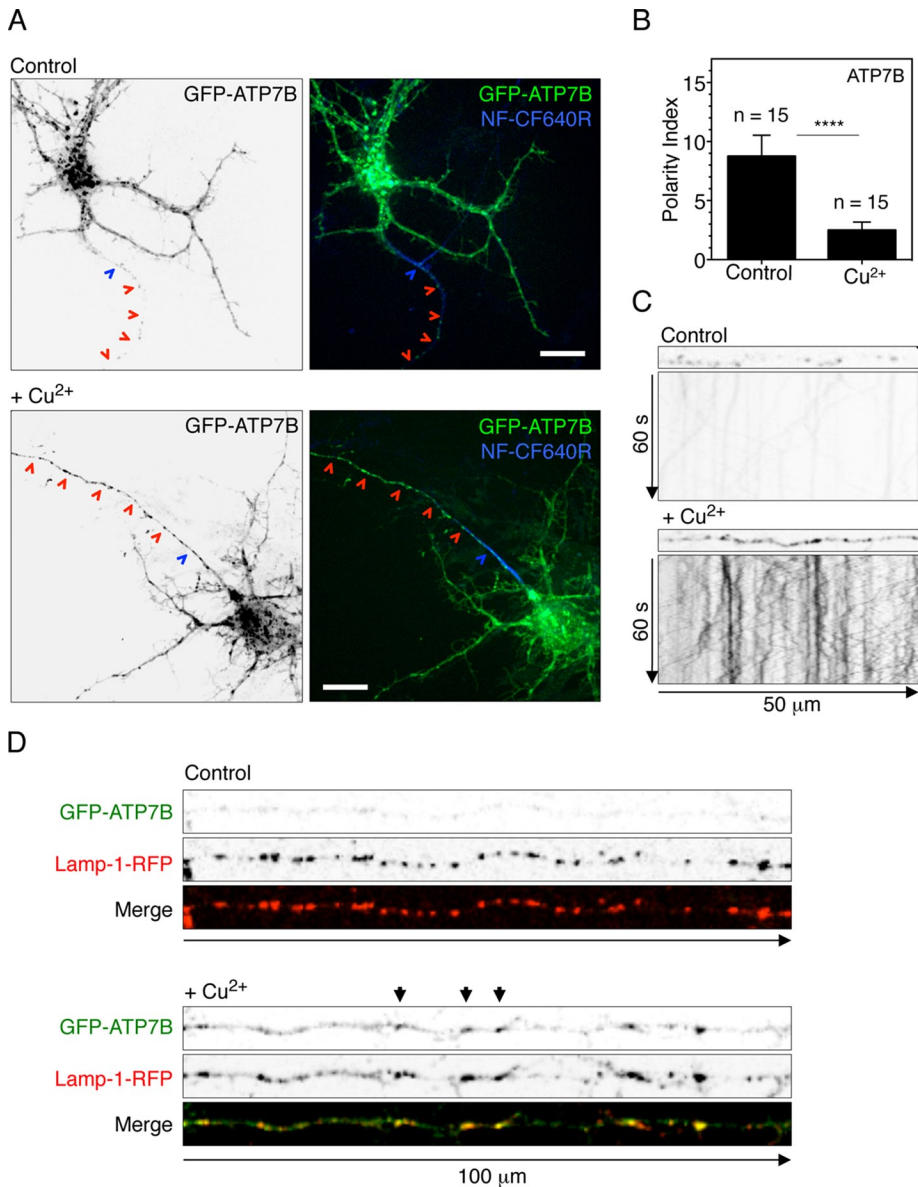 A
Control
GFP-ATP7B
GFP-ATP7B
NF-CF640R
+ Cu²⁺
GFP-ATP7B
GFP-ATP7B
NF-CF640R
B
ATP7B
Polarity Index
15
10
5
0
n = 15
****
n = 15
Control
Cu²⁺
C
Control
60 s
+ Cu²⁺
60 s
50 μm
D
Control
GFP-ATP7B
Lamp-1-RFP
Merge
+ Cu²⁺
GFP-ATP7B
Lamp-1-RFP
Merge
100 μm